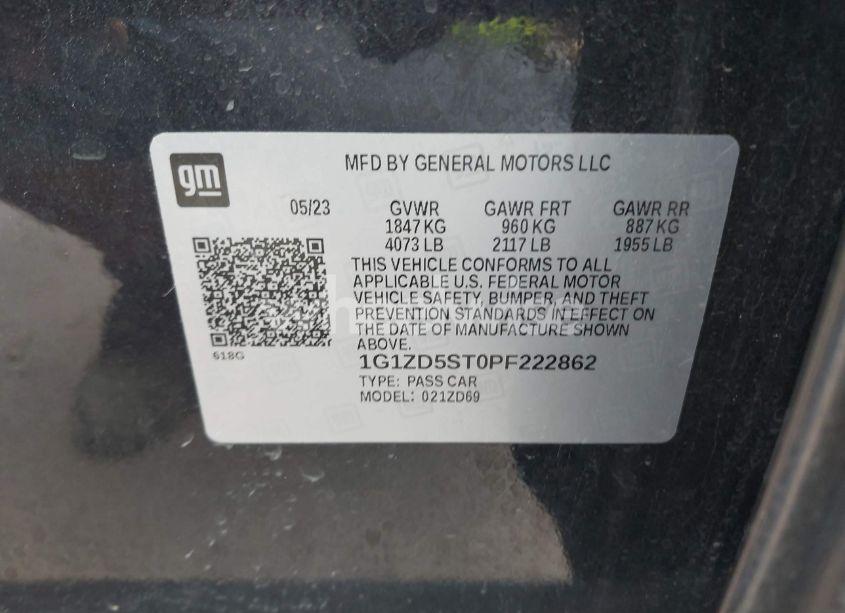 gm
MFD BY GENERAL MOTORS LLC
05/23 GVWR GAWR FRT GAWR RR
1847 KG 960 KG 887 KG
4073 LB 2117 LB 1955 LB
THIS VEHICLE CONFORMS TO ALL
APPLICABLE U.S. FEDERAL MOTOR
VEHICLE SAFETY, BUMPER, AND THEFT
PREVENTION STANDARDS IN EFFECT ON
THE DATE OF MANUFACTURE SHOWN
ABOVE.
618G
1G1ZD5ST0PF222862
TYPE: PASS CAR
MODEL: 021ZD69